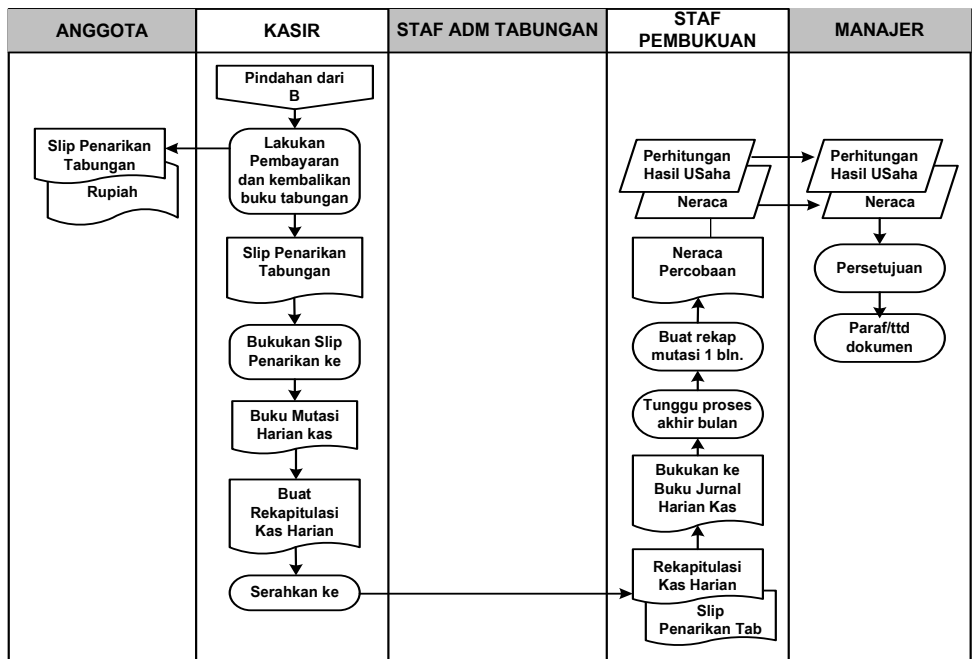 ANGGOTA
KASIR
STAF ADM TABUNGAN
STAF
PEMBUKUAN
MANAJER
Pindahan dari
B
Lakukan
Pembayaran
dan kembalikan
buku tabungan
Slip Penarikan
Tabungan
Rupiah
Slip Penarikan
Tabungan
Bukukan Slip
Penarikan ke
Buku Mutasi
Harian kas
Buat
Rekapitulasi
Kas Harian
Serahkan ke
Rekapitulasi
Kas Harian
Slip
Penarikan Tab
Bukukan ke
Buku Jurnal
Harian Kas
Tunggu proses
akhir bulan
Buat rekap
mutasi 1 bln.
Neraca
Percobaan
Perhitungan
Hasil USaha
Neraca
Perhitungan
Hasil USaha
Neraca
Persetujuan
Paraf/ttd
dokumen